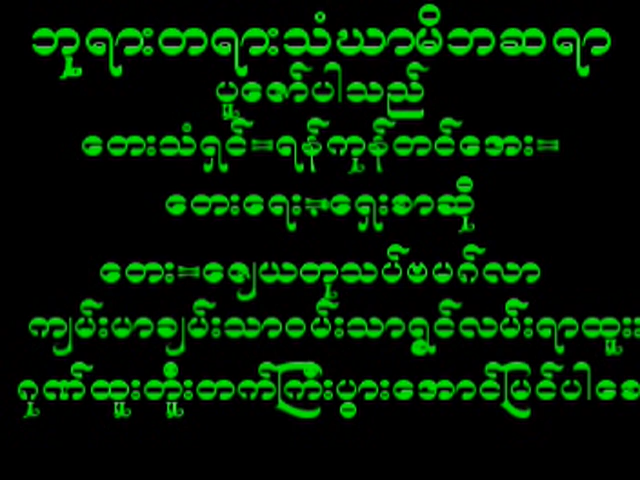 ဘုရားတရားသံဃာမိဘဆရာ
ပူဇော်ပါသည်
တေးသံရှင်=ရန်ကုန်တင်အေး=
တေးရေး=ရှေးစာဆို
တေး=ဇျေယတုသပ်ဗမင်္ဂလာ
ကျမ်းမာချမ်းသာဝမ်းသာရွှင်လမ်းရာထူး
ဂုဏ်ထူးတိုးတက်ကြီးပွားအောင်မြင်ပါစေ